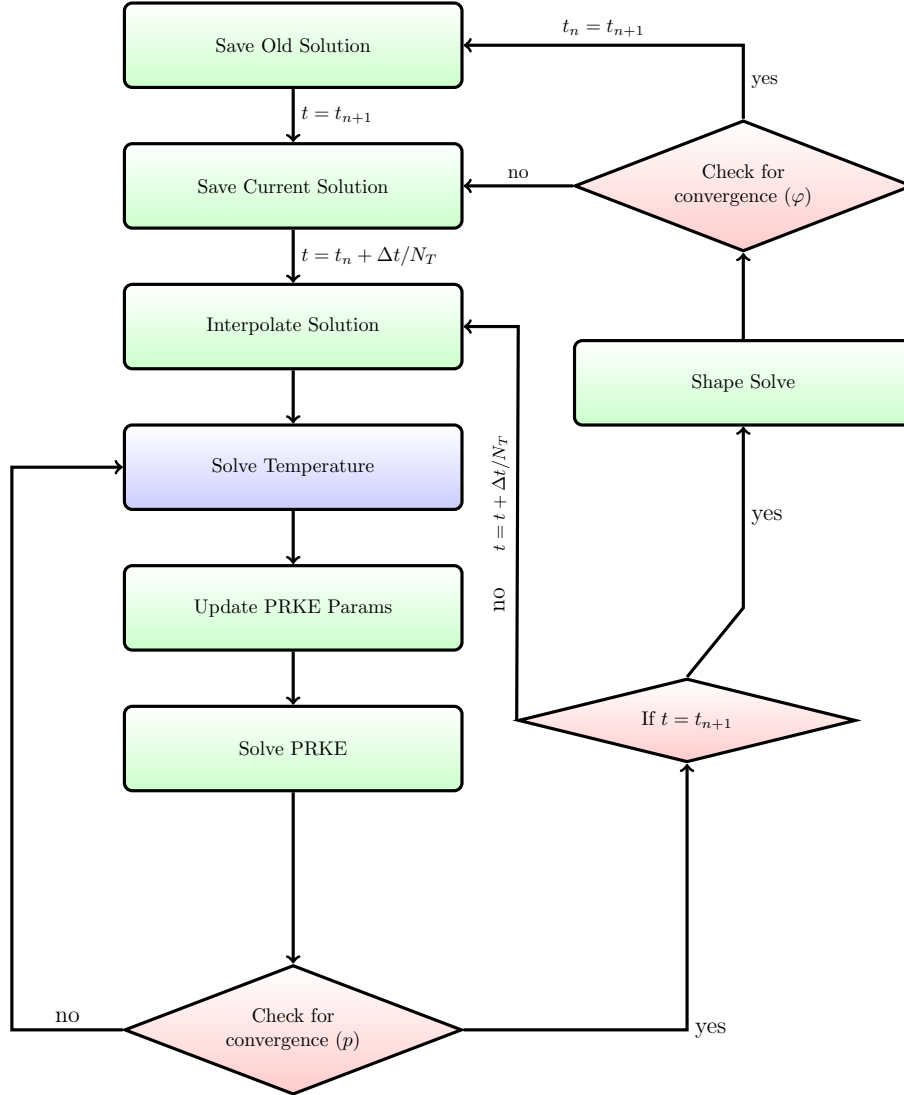 Save Old Solution
t_n = t_{n+1}
yes
t = t_{n+1}
Save Current Solution
no
Check for
convergence (φ)
t = t_n + Δt/N_T
Interpolate Solution
Shape Solve
Solve Temperature
no t = t + Δt/N_T
yes
Update PRKE Params
Solve PRKE
If t = t_{n+1}
no
Check for
convergence (p)
yes